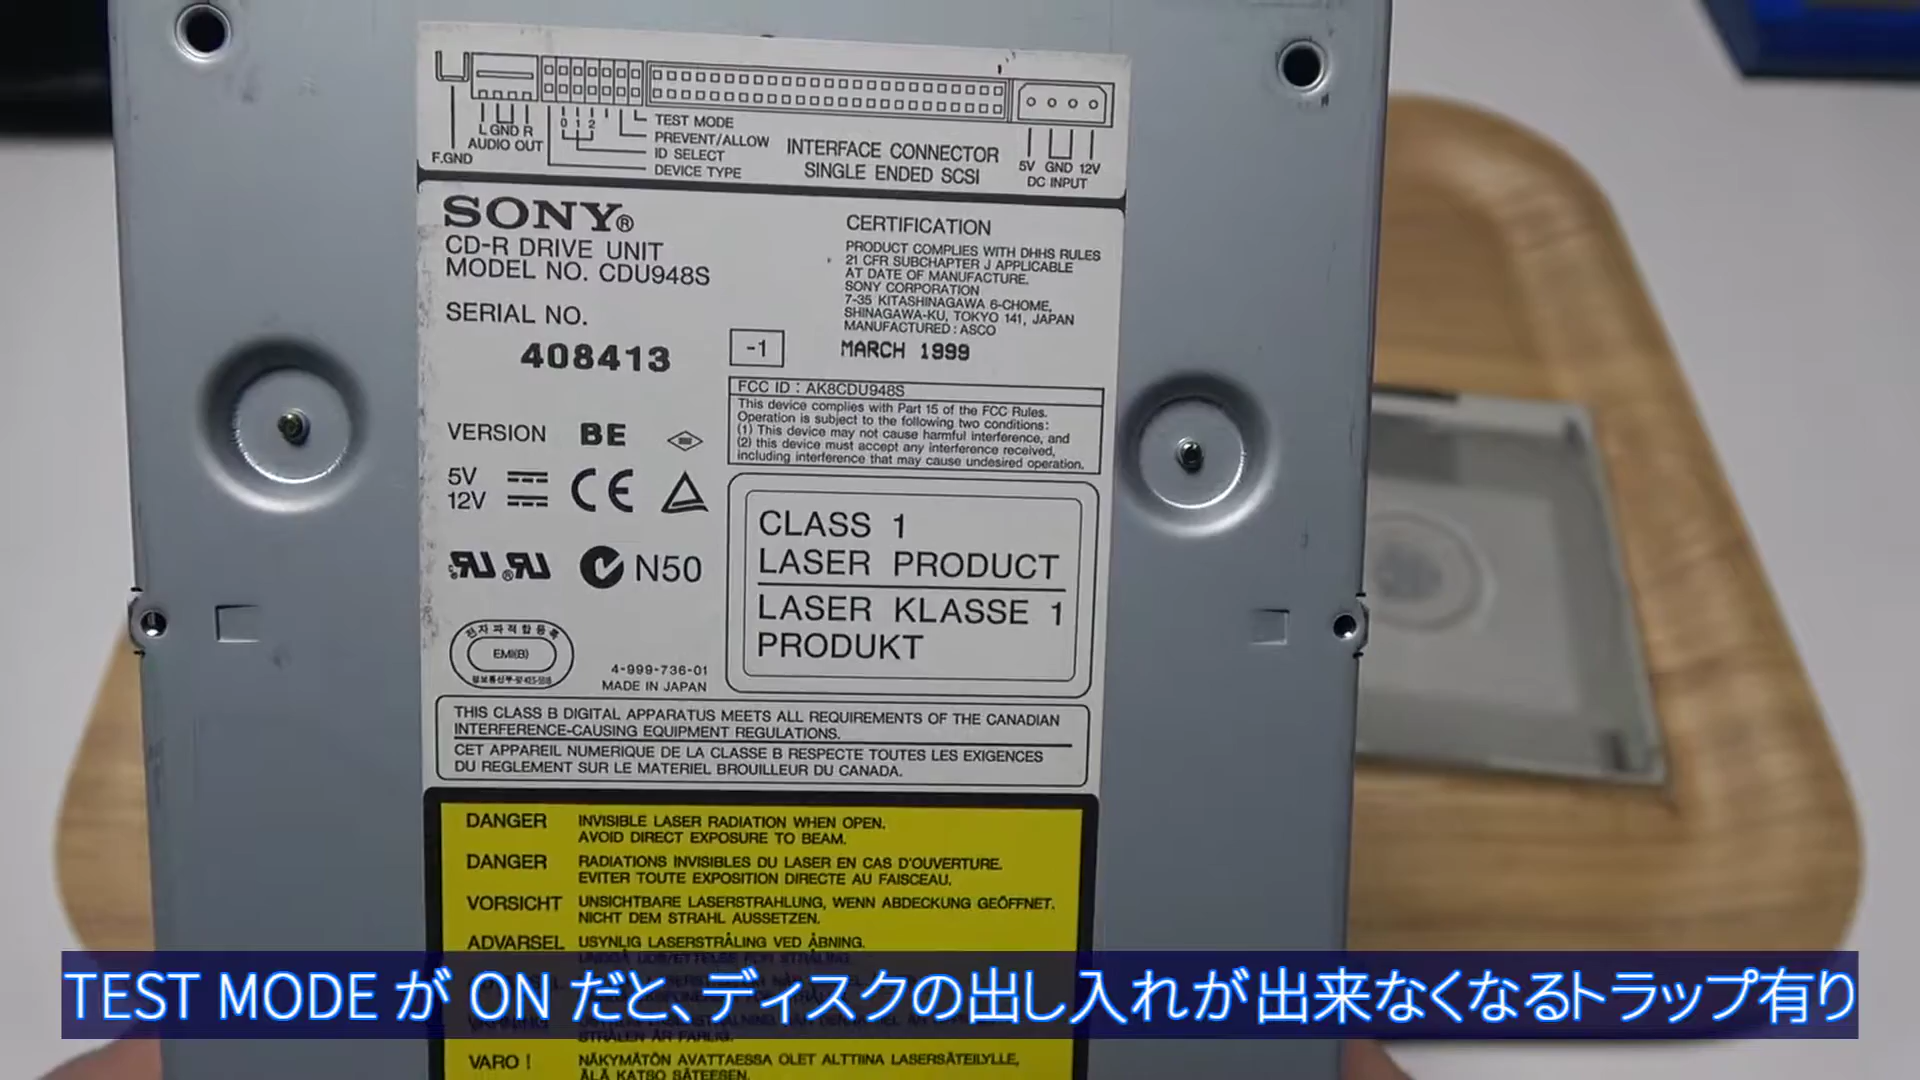 L GND R
AUDIO OUT
F.GND
0 1 2
TEST MODE
PREVENT/ALLOW
ID SELECT
DEVICE TYPE
INTERFACE CONNECTOR
SINGLE ENDED SCSI
5V GND 12V
DC INPUT
SONY®
CD-R DRIVE UNIT
MODEL NO. CDU948S
SERIAL NO.
408413
-1
CERTIFICATION
PRODUCT COMPLIES WITH DHHS RULES
21 CFR SUBCHAPTER J APPLICABLE
AT DATE OF MANUFACTURE.
SONY CORPORATION
7-35 KITASHINAGAWA 6-CHOME,
SHINAGAWA-KU, TOKYO 141, JAPAN
MANUFACTURED : ASCO
MARCH 1999
FCC ID : AK8CDU948S
This device complies with Part 15 of the FCC Rules.
Operation is subject to the following two conditions:
(1) This device may not cause harmful interference, and
(2) this device must accept any interference received,
including interference that may cause undesired operation.
VERSION BE
5V
12V
CE
N50
CLASS 1
LASER PRODUCT
LASER KLASSE 1
PRODUKT
전자파적합등록
EMI(B)
4-999-736-01
MADE IN JAPAN
THIS CLASS B DIGITAL APPARATUS MEETS ALL REQUIREMENTS OF THE CANADIAN
INTERFERENCE-CAUSING EQUIPMENT REGULATIONS.
CET APPAREIL NUMERIQUE DE LA CLASSE B RESPECTE TOUTES LES EXIGENCES
DU REGLEMENT SUR LE MATERIEL BROUILLEUR DU CANADA.
DANGER INVISIBLE LASER RADIATION WHEN OPEN.
AVOID DIRECT EXPOSURE TO BEAM.
DANGER RADIATIONS INVISIBLES DU LASER EN CAS D'OUVERTURE.
EVITER TOUTE EXPOSITION DIRECTE AU FAISCEAU.
VORSICHT UNSICHTBARE LASERSTRAHLUNG, WENN ABDECKUNG GEÖFFNET.
NICHT DEM STRAHL AUSSETZEN.
ADVARSEL USYNLIG LASERSTRÅLING VED ÅBNING.
TEST MODE が ON だと、ディスクの出し入れが出来なくなるトラップ有り
STRÅLEN ÄR FARLIG.
VARO ! NÄKYMÄTÖN AVATTAESSA OLET ALTTIINA LASERSÄTEILYLLE,
ÄLÄ KATSO SÄTEESEN.